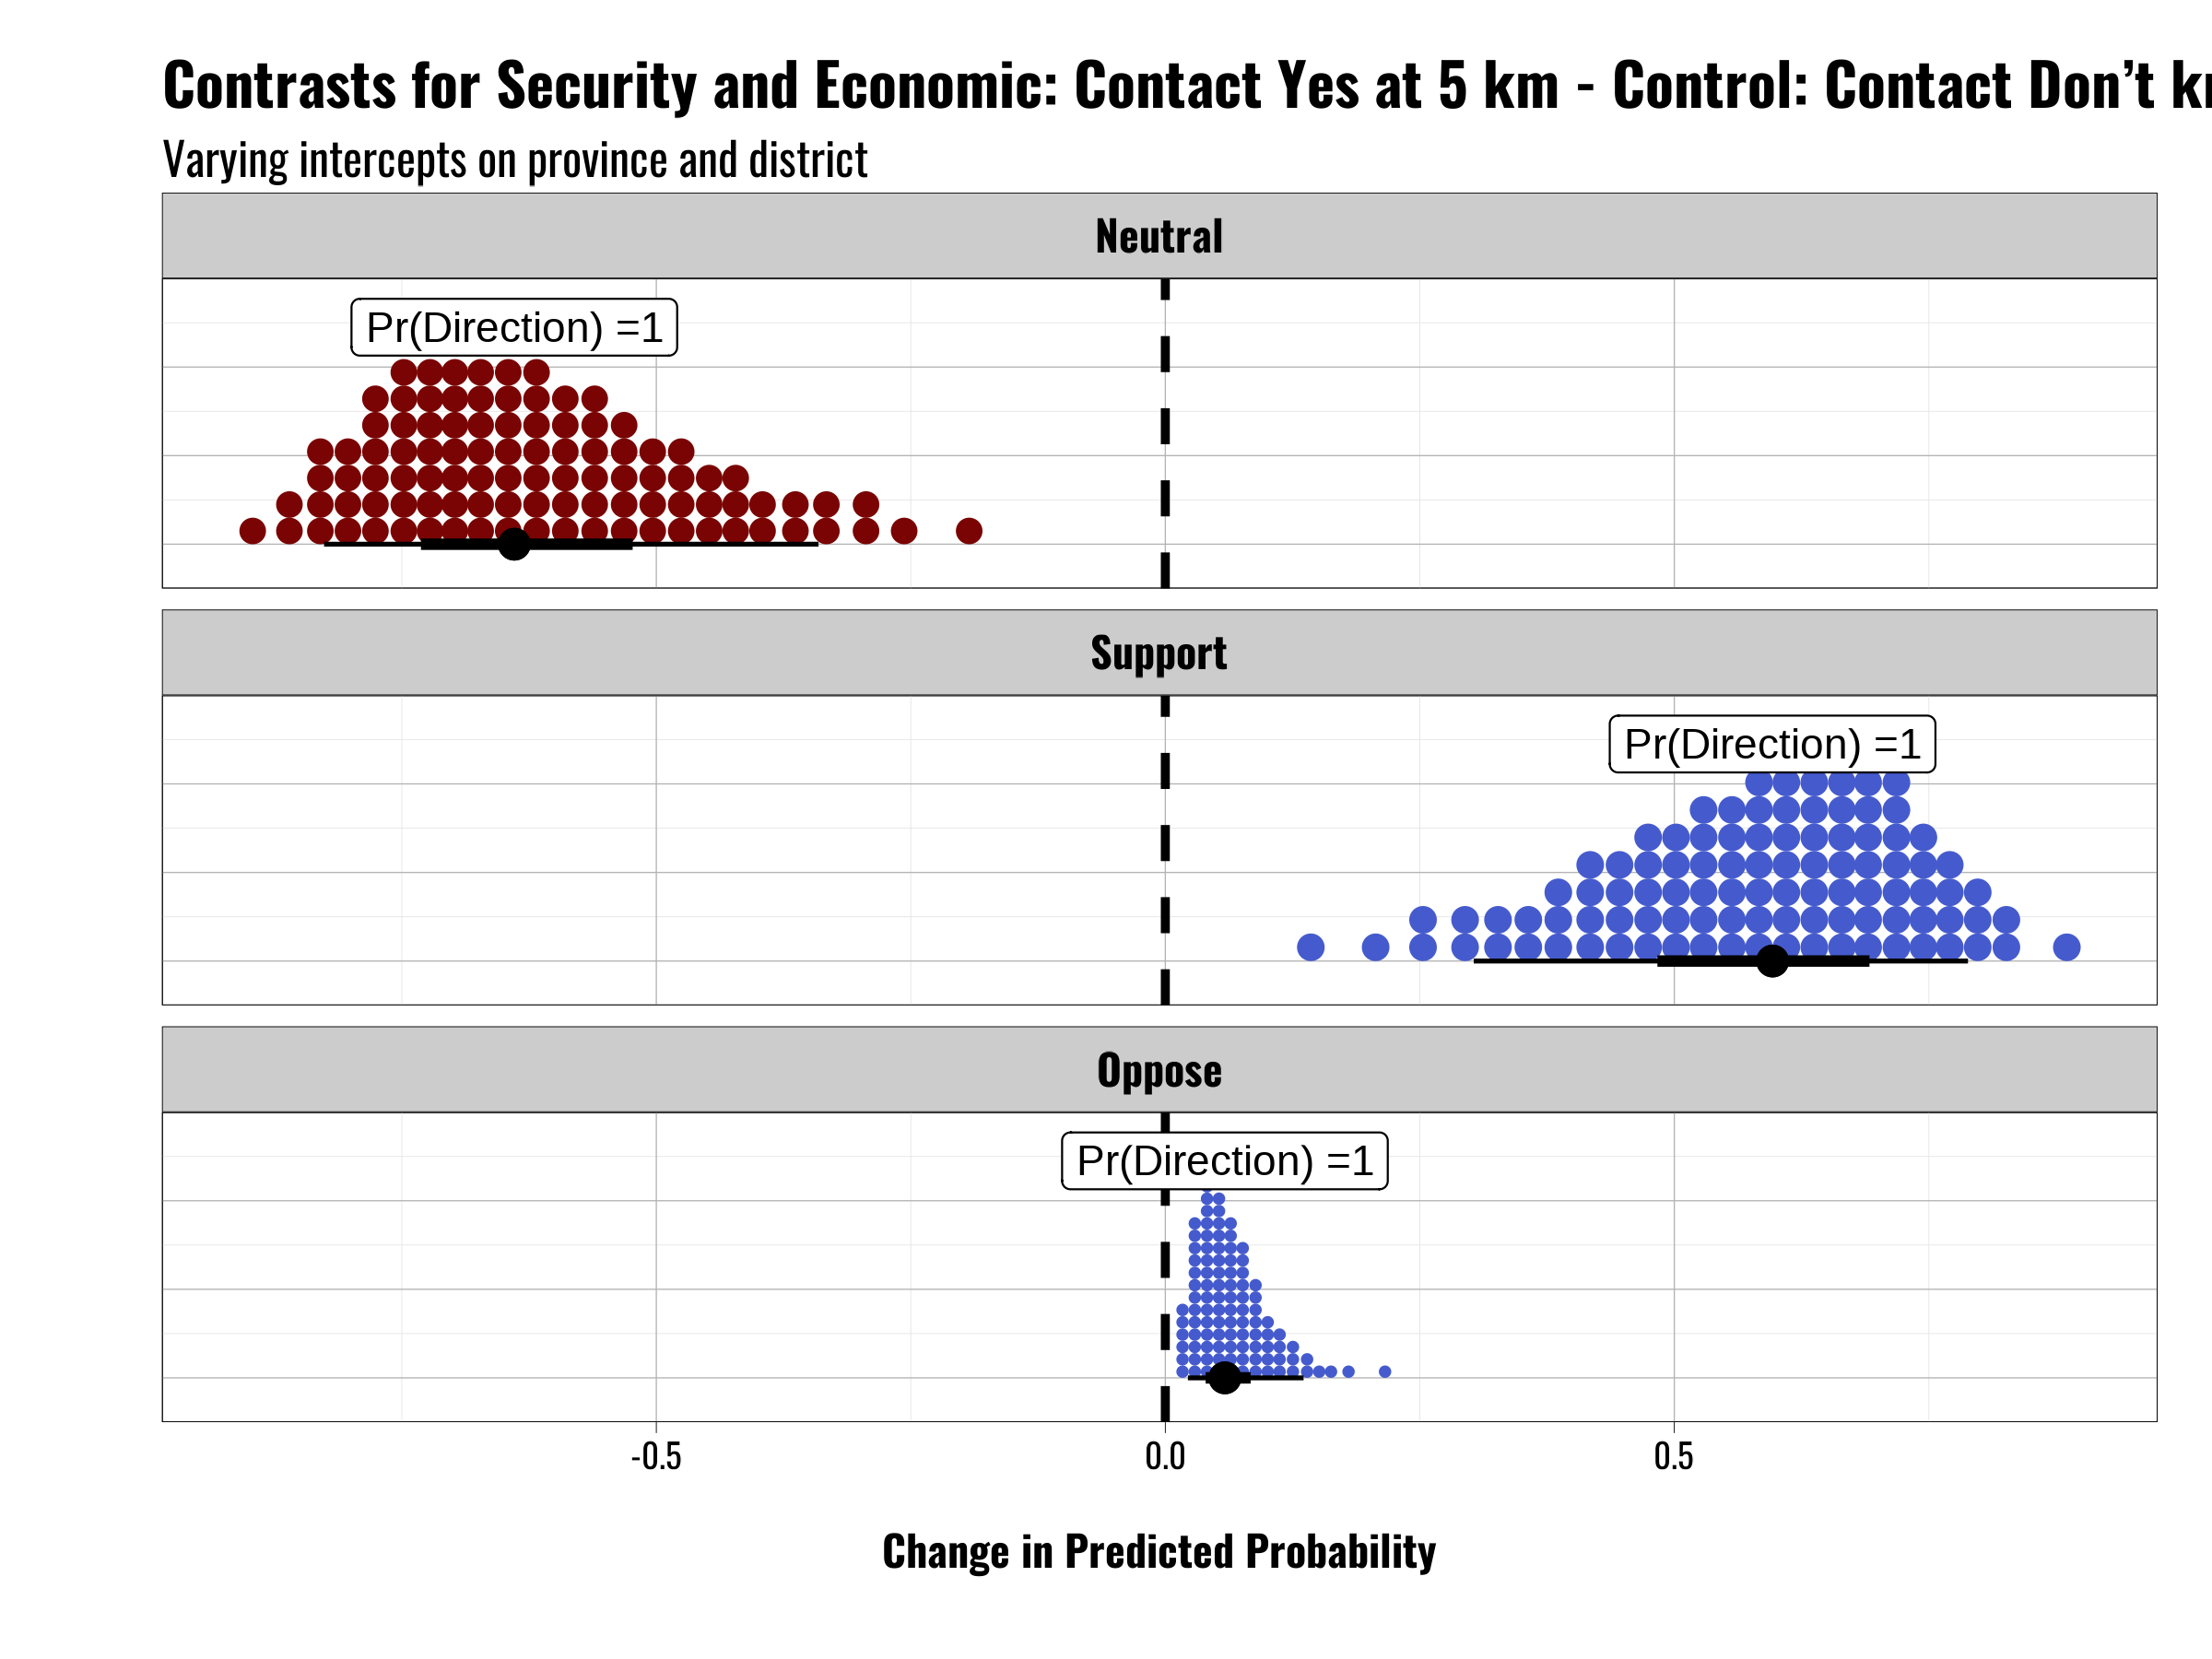 Contrasts for Security and Economic: Contact Yes at 5 km - Control: Contact Don’t
Varying intercepts on province and district
Neutral
Pr(Direction) =1
Support
Pr(Direction) =1
Oppose
Pr(Direction) =1
-0.5 0.0 0.5
Change in Predicted Probability